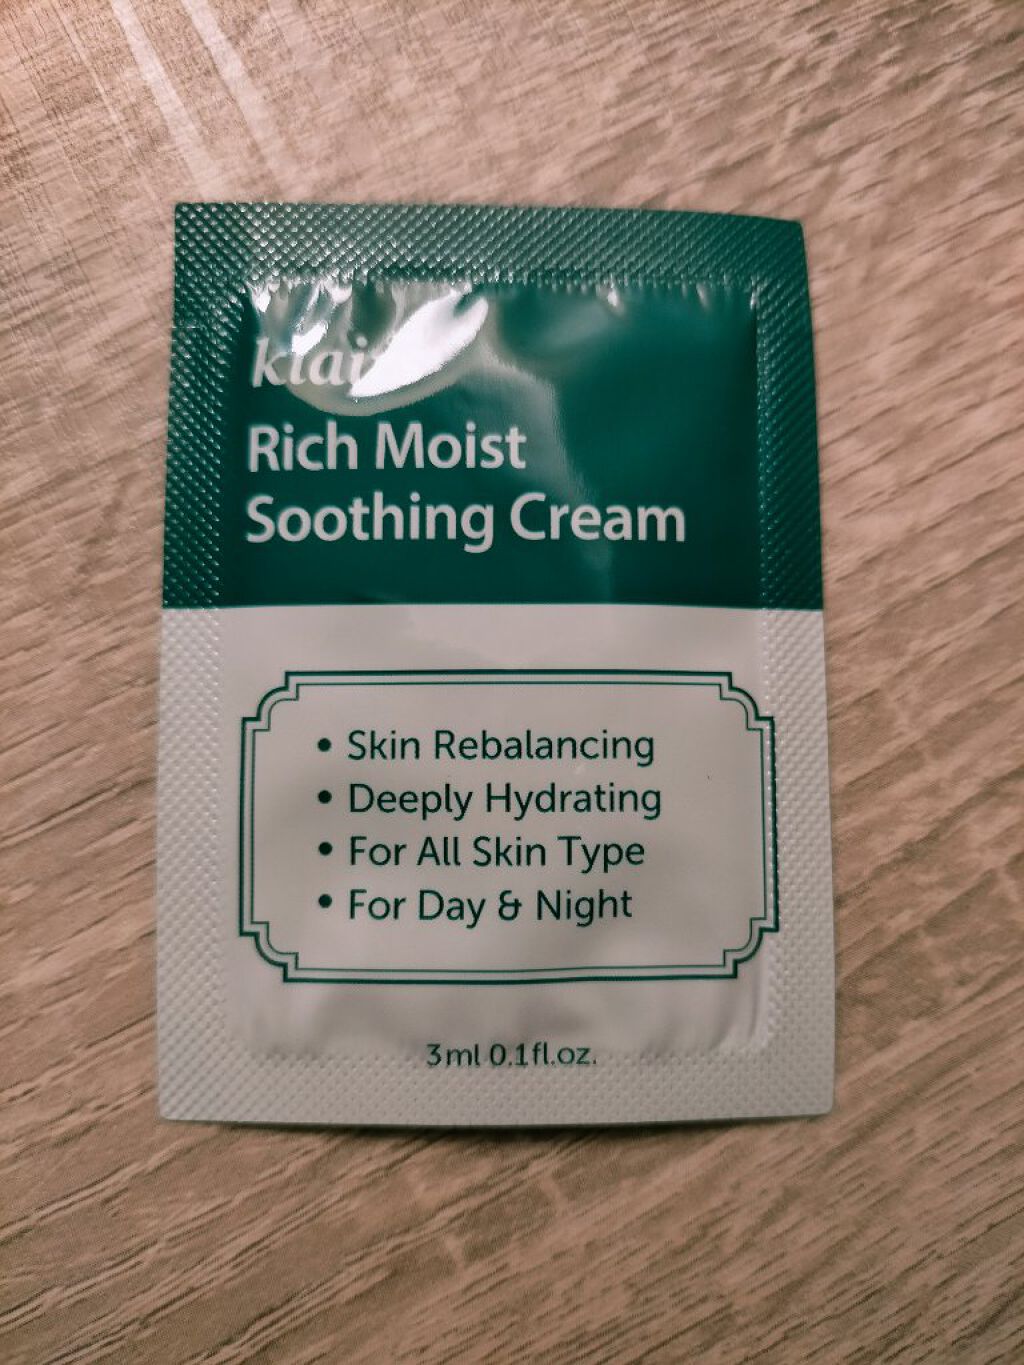 Rich Moist
Soothing Cream
• Skin Rebalancing
• Deeply Hydrating
• For All Skin Type
• For Day & Night
3ml 0.1fl.oz.